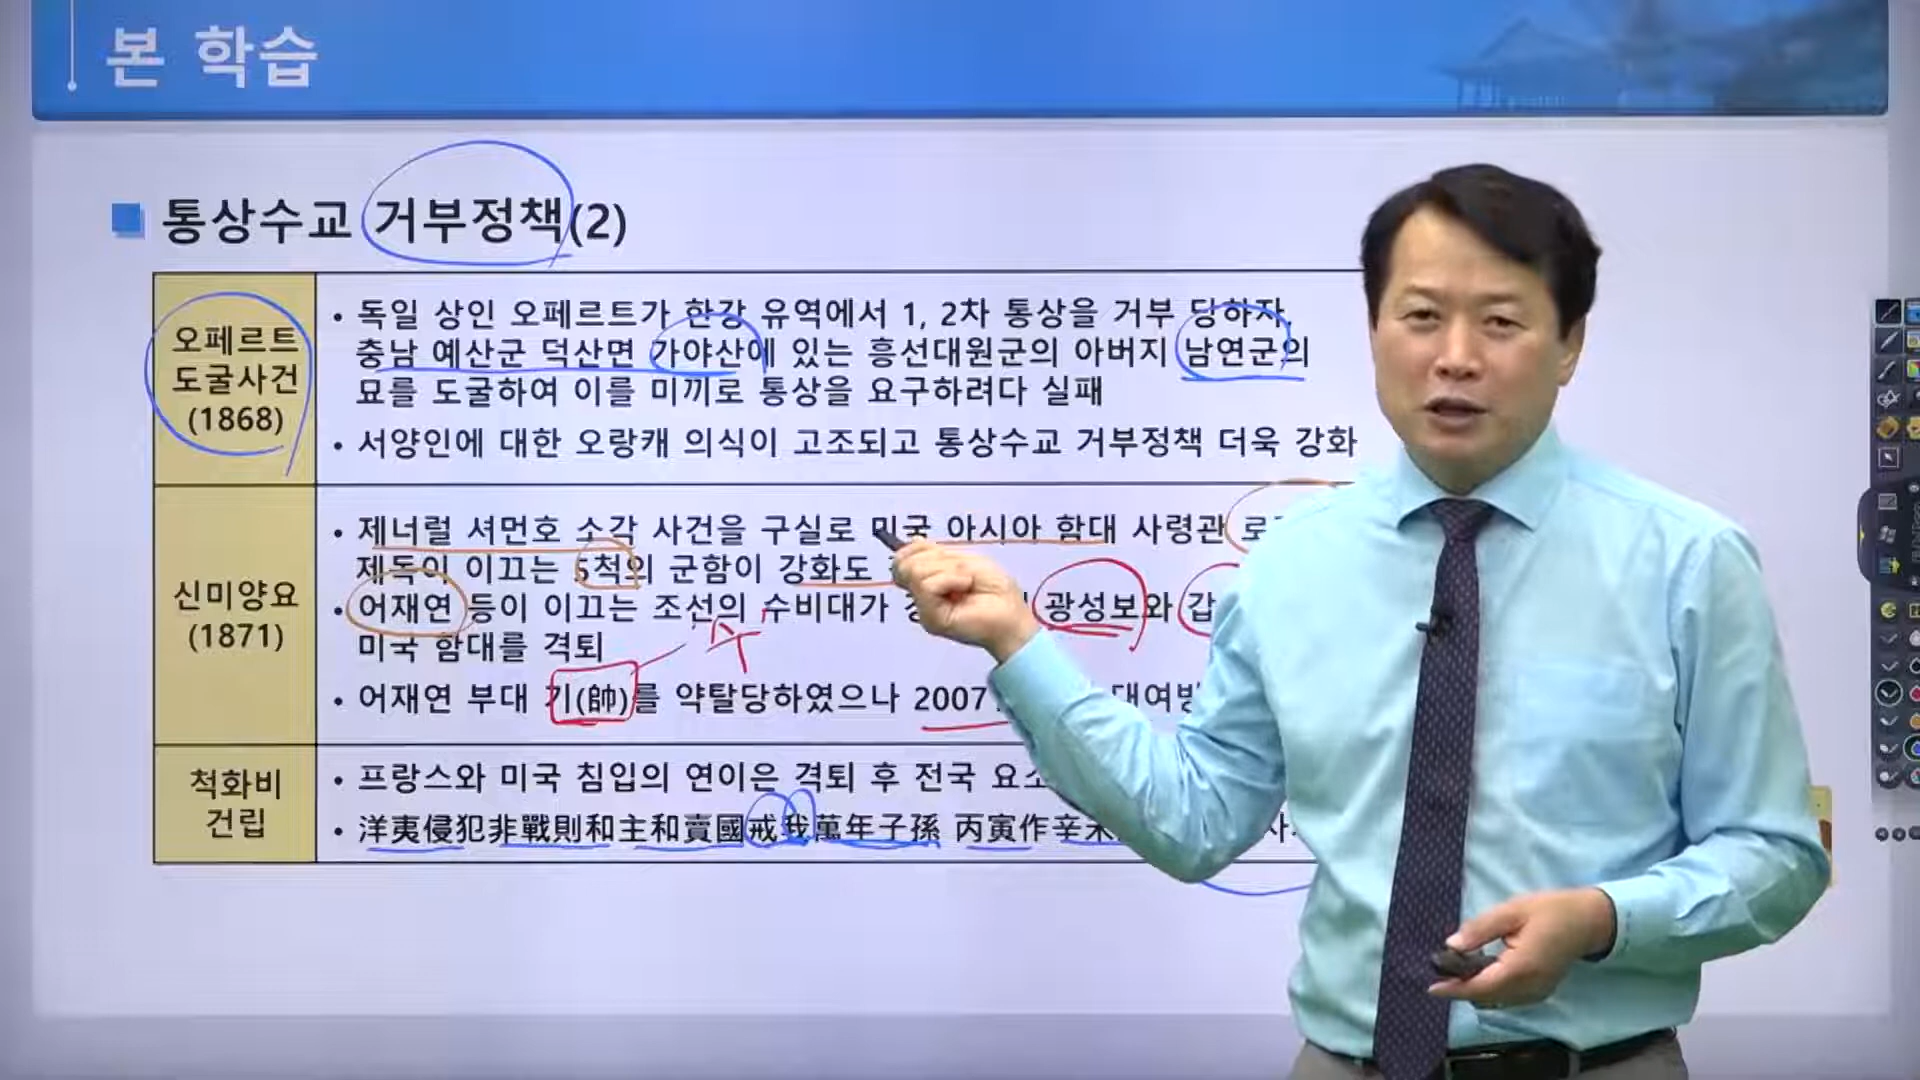 본 학습
통상수교 거부정책(2)
오페르트
도굴사건
(1868)
• 독일 상인 오페르트가 한강 유역에서 1, 2차 통상을 거부 당하자,
충남 예산군 덕산면 가야산에 있는 흥선대원군의 아버지 남연군의
묘를 도굴하여 이를 미끼로 통상을 요구하려다 실패
• 서양인에 대한 오랑캐 의식이 고조되고 통상수교 거부정책 더욱 강화
신미양요
(1871)
• 제너럴 셔먼호 소각 사건을 구실로 미국 아시아 함대 사령관
제독이 이끄는 5척의 군함이 강화도
• 어재연 등이 이끄는 조선의 수비대가 광성보와 갑
미국 함대를 격퇴
수
• 어재연 부대 기(帥)를 약탈당하였으나 2007 대여방
척화비
건립
• 프랑스와 미국 침입의 연이은 격퇴 후 전국 요소
• 洋夷侵犯非戰則和主和賣國戒我萬年子孫 丙寅作辛未